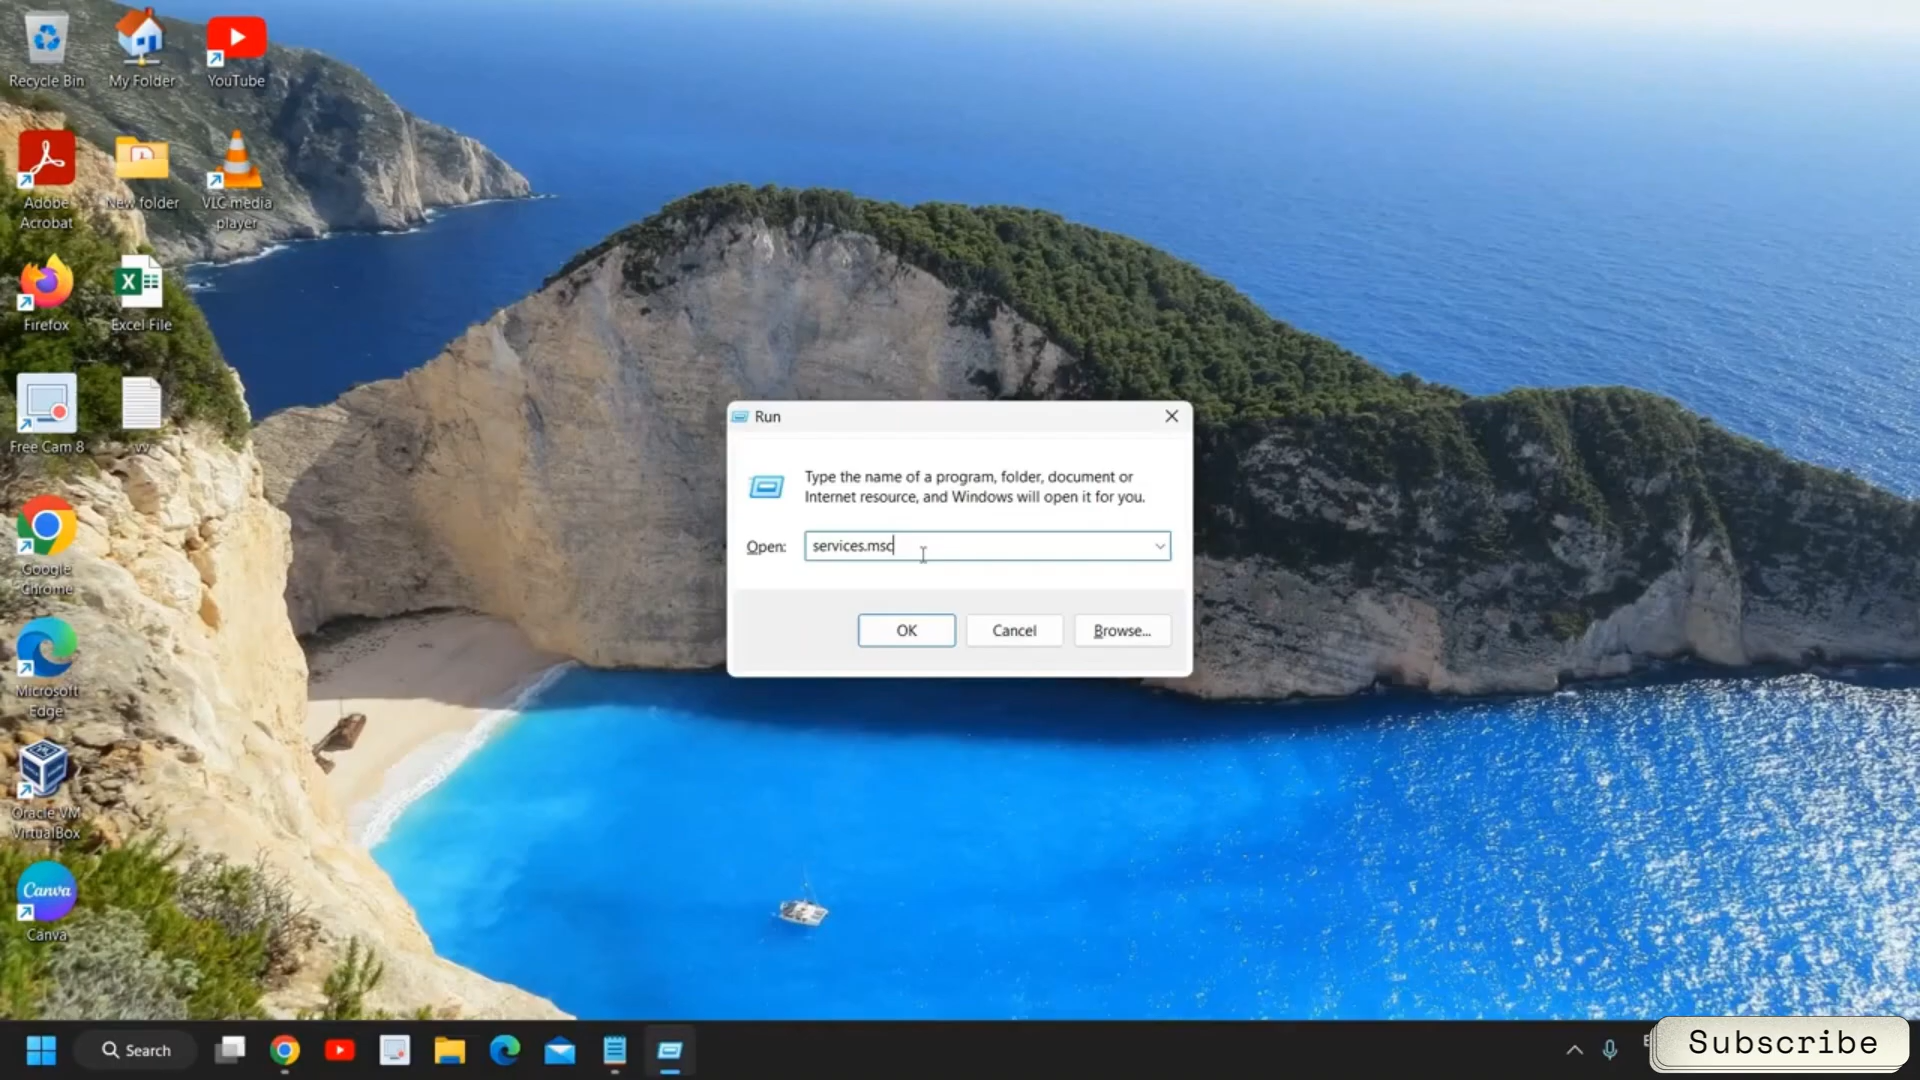 Recycle Bin
My Folder
YouTube
Adobe
Acrobat
New folder
VLC media
player
Firefox
Excel File
Free Cam 8
vv
Google
Chrome
Microsoft
Edge
Oracle VM
VirtualBox
Canva
Canva
Run
Type the name of a program, folder, document or
Internet resource, and Windows will open it for you.
Open:
services.msc
OK
Cancel
Browse...
Search
Subscribe